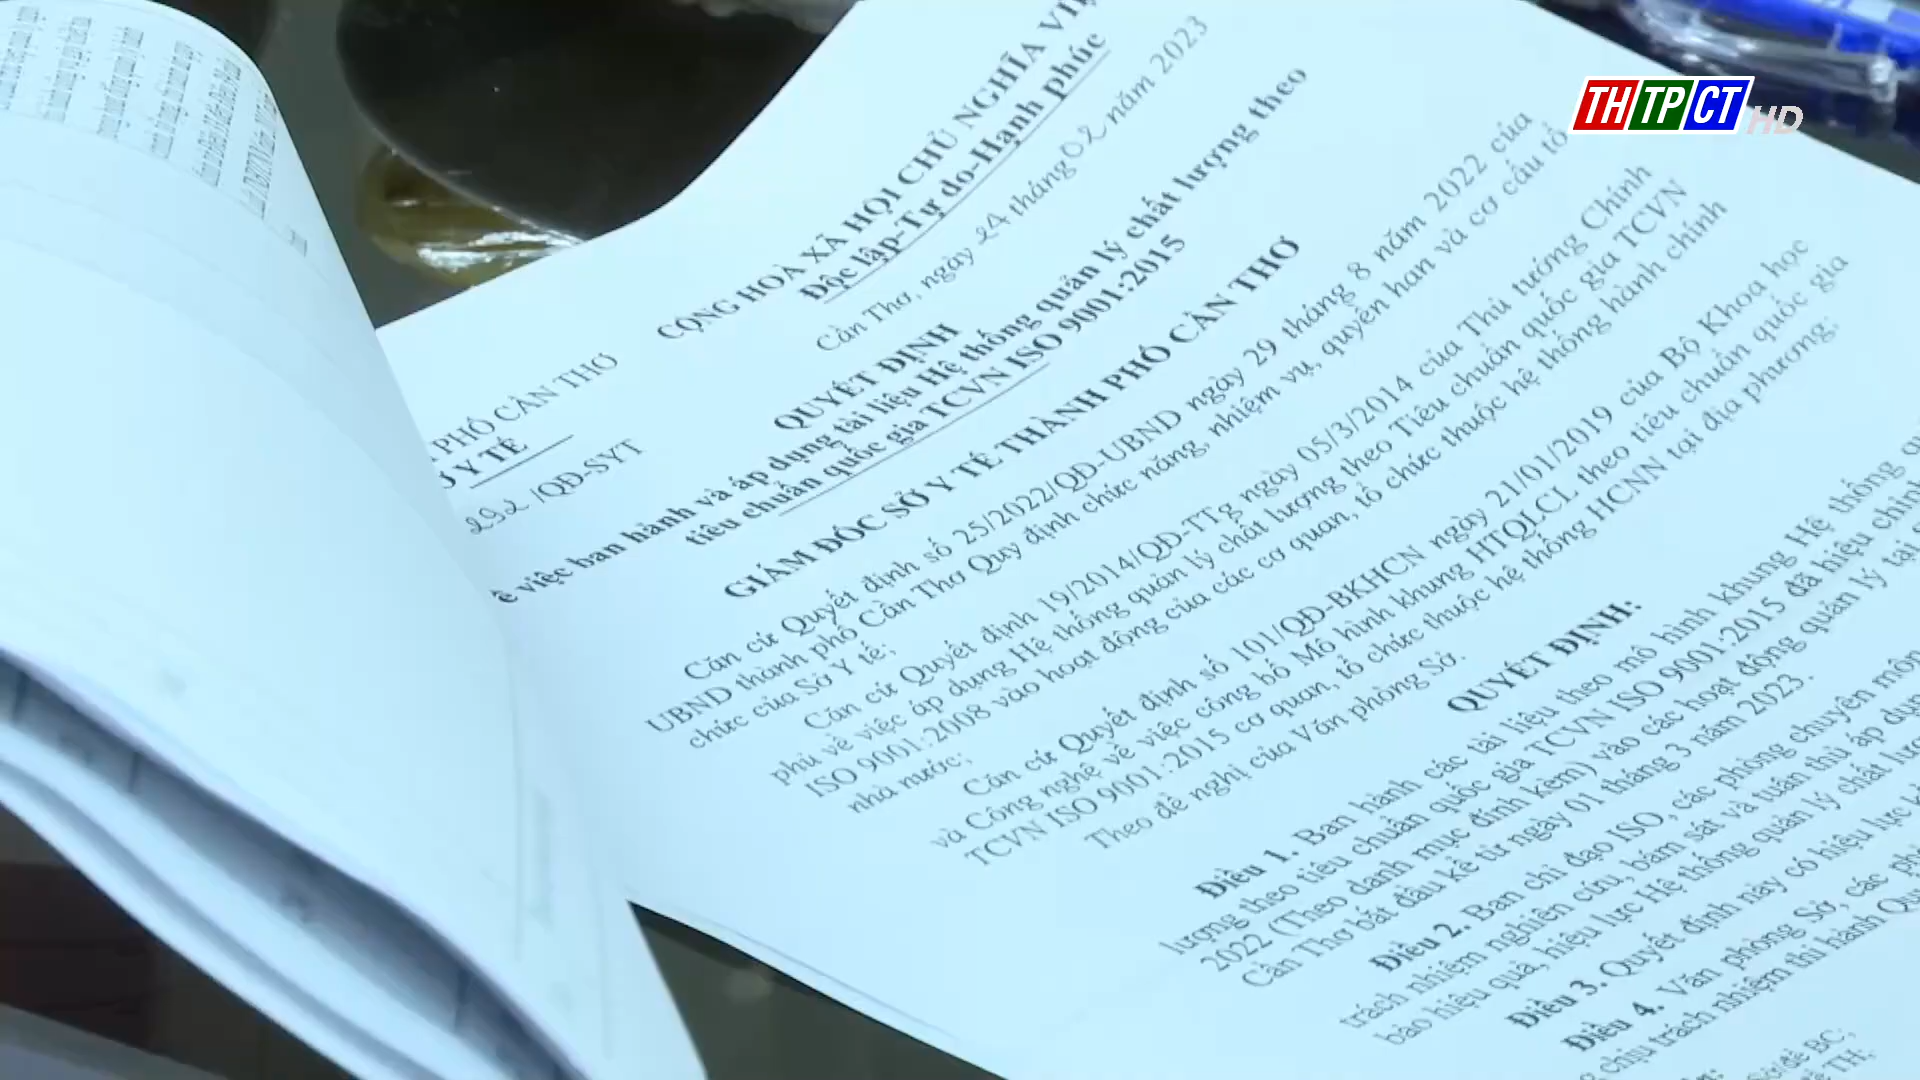 THTPCT HD
PHỐ CẦN THƠ
Y TẾ
292 /QĐ-SYT
CỘNG HOÀ XÃ HỘI CHỦ NGHĨA
Độc lập-Tự do-Hạnh phúc
Cần Thơ, ngày 24 tháng 02 năm 2023
QUYẾT ĐỊNH
việc ban hành và áp dụng tài liệu Hệ thống quản lý chất lượng theo
tiêu chuẩn quốc gia TCVN ISO 9001:2015
GIÁM ĐỐC SỞ Y TẾ THÀNH PHỐ CẦN THƠ
Căn cứ Quyết định số 25/2022/QĐ-UBND ngày 29 tháng 8 năm 2022 của
UBND thành phố Cần Thơ Quy định chức năng, nhiệm vụ, quyền hạn và cơ cấu tổ
chức của Sở Y tế;
Căn cứ Quyết định 19/2014/QĐ-TTg ngày 05/3/2014 của Thủ tướng Chính
phủ về việc áp dụng Hệ thống quản lý chất lượng theo Tiêu chuẩn quốc gia TCVN
ISO 9001:2008 vào hoạt động của các cơ quan, tổ chức thuộc hệ thống hành chính
nhà nước;
Căn cứ Quyết định số 101/QĐ-BKHCN ngày 21/01/2019 của Bộ Khoa học
và Công nghệ về việc công bố Mô hình khung HTQLCL theo tiêu chuẩn quốc gia
TCVN ISO 9001:2015 cơ quan, tổ chức thuộc hệ thống HCNN tại địa phương;
Theo đề nghị của Văn phòng Sở.
QUYẾT ĐỊNH:
Điều 1. Ban hành các tài liệu theo mô hình khung Hệ thống
lượng theo tiêu chuẩn quốc gia TCVN ISO 9001:2015 đã hiệu chỉnh
2022 (Theo danh mục đính kèm) vào các hoạt động quản lý tại
Cần Thơ bắt đầu kể từ ngày 01 tháng 3 năm 2023.
Điều 2. Ban chỉ đạo ISO, các phòng chuyên môn
trách nhiệm nghiên cứu, bám sát và tuân thủ áp dụng
bảo hiệu quả, hiệu lực Hệ thống quản lý chất
Điều 3. Quyết định này có hiệu lực
Điều 4. Văn phòng Sở, các
chịu trách nhiệm thi hành
BC;
TH;